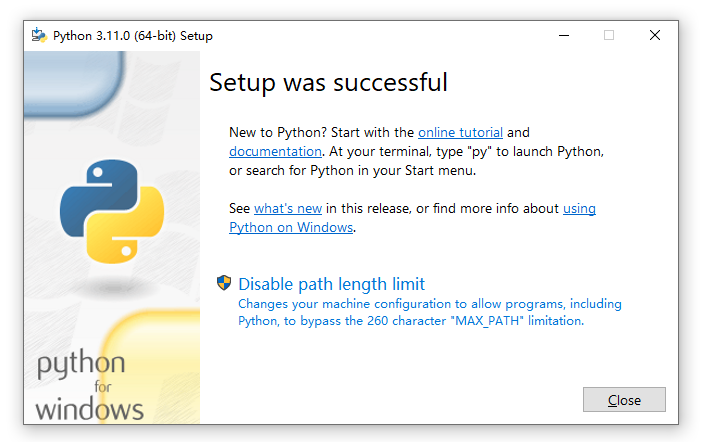 Python 3.11.0 (64-bit) Setup
Setup was successful
New to Python? Start with the online tutorial and
documentation. At your terminal, type "py" to launch Python,
or search for Python in your Start menu.
See what's new in this release, or find more info about using
Python on Windows.
Disable path length limit
Changes your machine configuration to allow programs, including
Python, to bypass the 260 character "MAX_PATH" limitation.
python
for
windows
Close